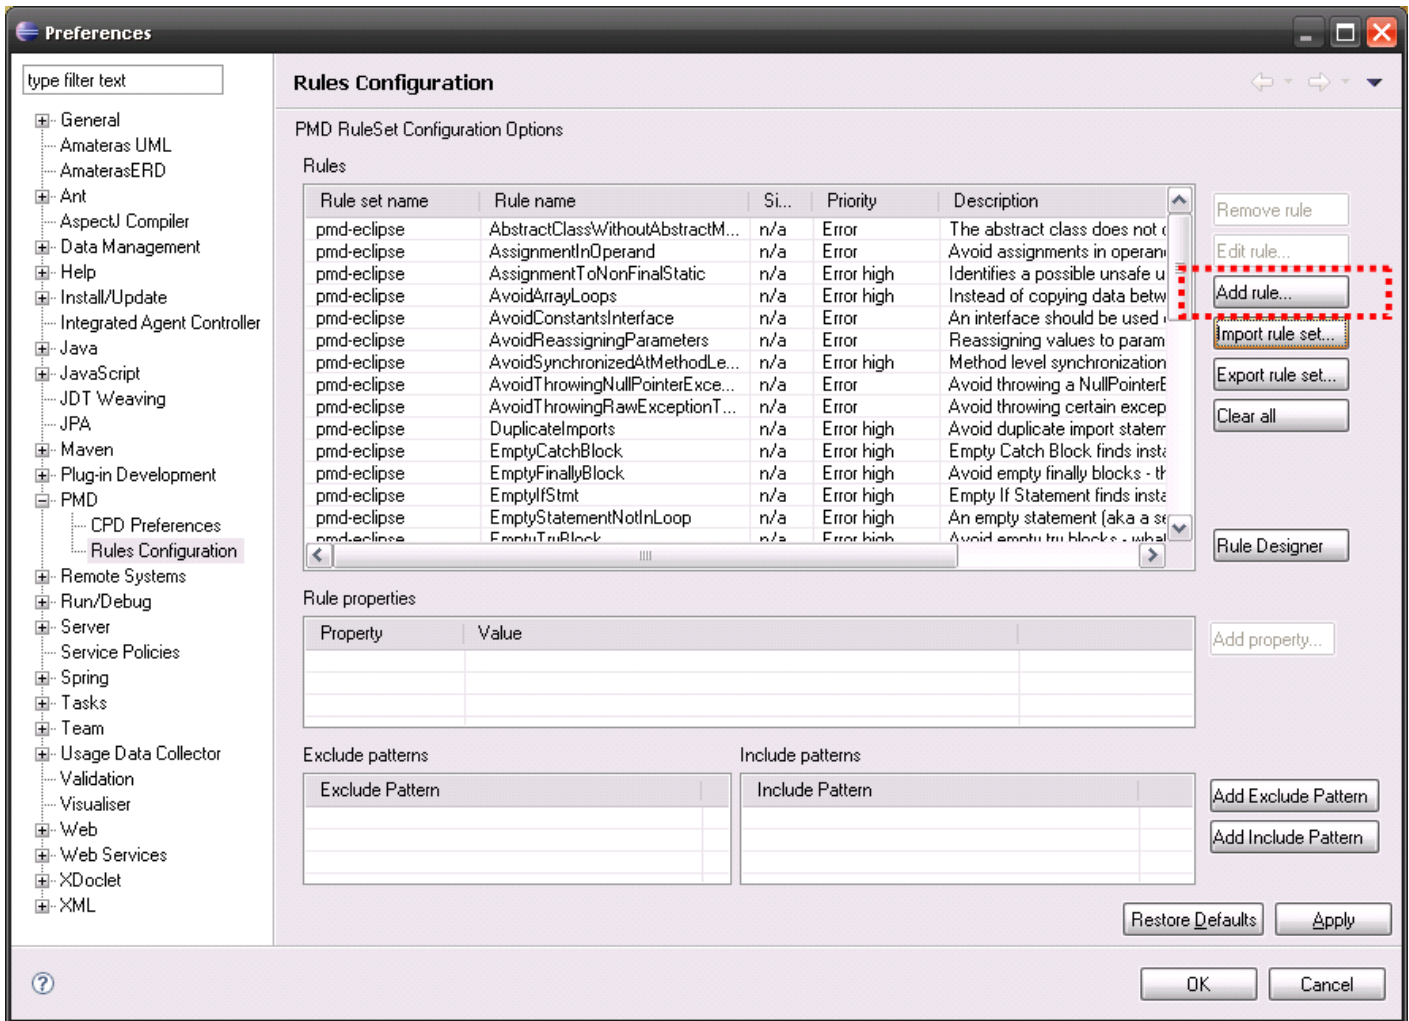 Preferences
type filter text
General
Amateras UML
AmaterasERD
Ant
AspectJ Compiler
Data Management
Help
Install/Update
Integrated Agent Controller
Java
JavaScript
JDT Weaving
JPA
Maven
Plug-in Development
PMD
CPD Preferences
Rules Configuration
Remote Systems
Run/Debug
Server
Service Policies
Spring
Tasks
Team
Usage Data Collector
Validation
Visualiser
Web
Web Services
XDoclet
XML
Rules Configuration
PMD RuleSet Configuration Options
Rules
Rule set name Rule name Si... Priority Description
pmd-eclipse AbstractClassWithoutAbstractM... n/a Error The abstract class does not
pmd-eclipse AssignmentInOperand n/a Error Avoid assignments in operan
pmd-eclipse AssignmentToNonFinalStatic n/a Error high Identifies a possible unsafe u
pmd-eclipse AvoidArrayLoops n/a Error high Instead of copying data betw
pmd-eclipse AvoidConstantsInterface n/a Error An interface should be used
pmd-eclipse AvoidReassigningParameters n/a Error Reassigning values to param
pmd-eclipse AvoidSynchronizedAtMethodLe... n/a Error high Method level synchronization
pmd-eclipse AvoidThrowingNullPointerExce... n/a Error Avoid throwing a NullPointerE
pmd-eclipse AvoidThrowingRawExceptionT... n/a Error Avoid throwing certain excep
pmd-eclipse DuplicateImports n/a Error high Avoid duplicate import statem
pmd-eclipse EmptyCatchBlock n/a Error high Empty Catch Block finds insta
pmd-eclipse EmptyFinallyBlock n/a Error high Avoid empty finally blocks - th
pmd-eclipse EmptyIfStmt n/a Error high Empty If Statement finds insta
pmd-eclipse EmptyStatementNotInLoop n/a Error high An empty statement (aka a se
pmd-eclipse EmptyTryBlock n/a Error high Avoid empty try blocks - what
Remove rule
Edit rule...
Add rule...
Import rule set...
Export rule set...
Clear all
Rule Designer
Rule properties
Property Value
Add property...
Exclude patterns Include patterns
Exclude Pattern Include Pattern
Add Exclude Pattern
Add Include Pattern
Restore Defaults Apply
OK Cancel